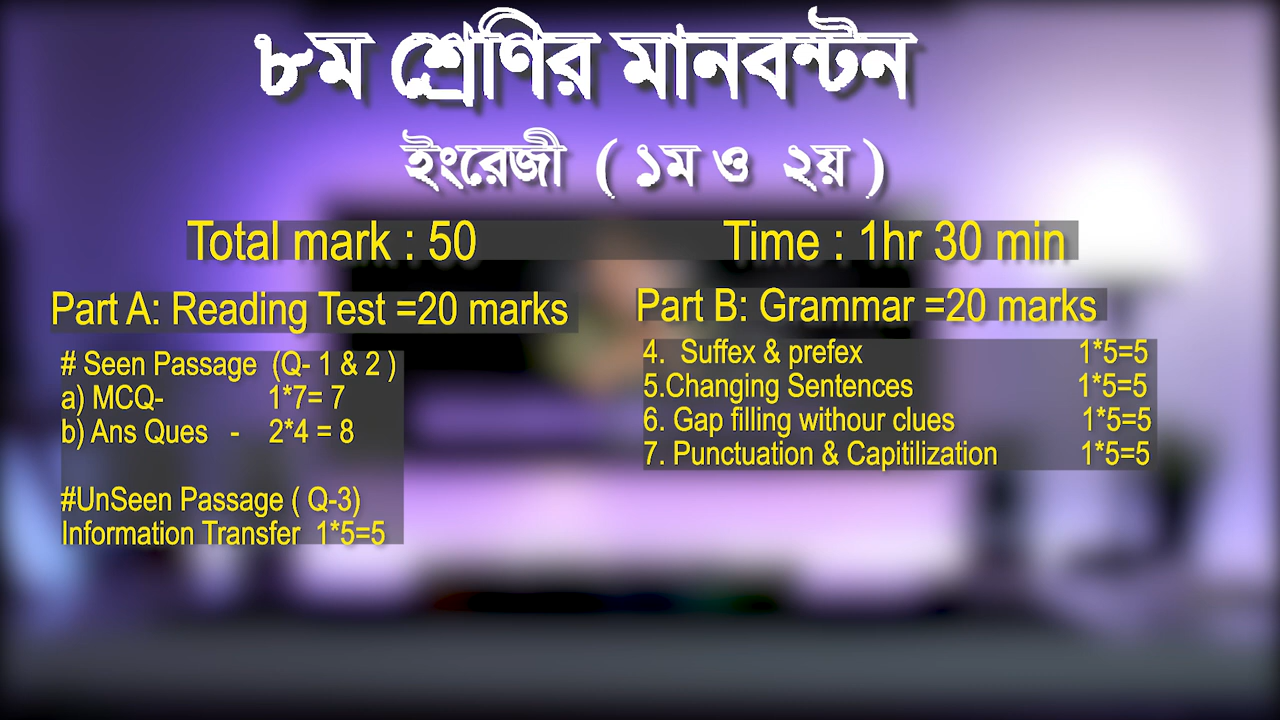 ৮ম শ্রেণির মানবন্টন
ইংরেজী ( ১ম ও ২য় )
Total mark : 50 Time : 1hr 30 min
Part A: Reading Test =20 marks
# Seen Passage (Q- 1 & 2 )
a) MCQ- 1*7= 7
b) Ans Ques - 2*4 = 8
#UnSeen Passage ( Q-3)
Information Transfer 1*5=5
Part B: Grammar =20 marks
4. Suffex & prefex 1*5=5
5.Changing Sentences 1*5=5
6. Gap filling withour clues 1*5=5
7. Punctuation & Capitilization 1*5=5